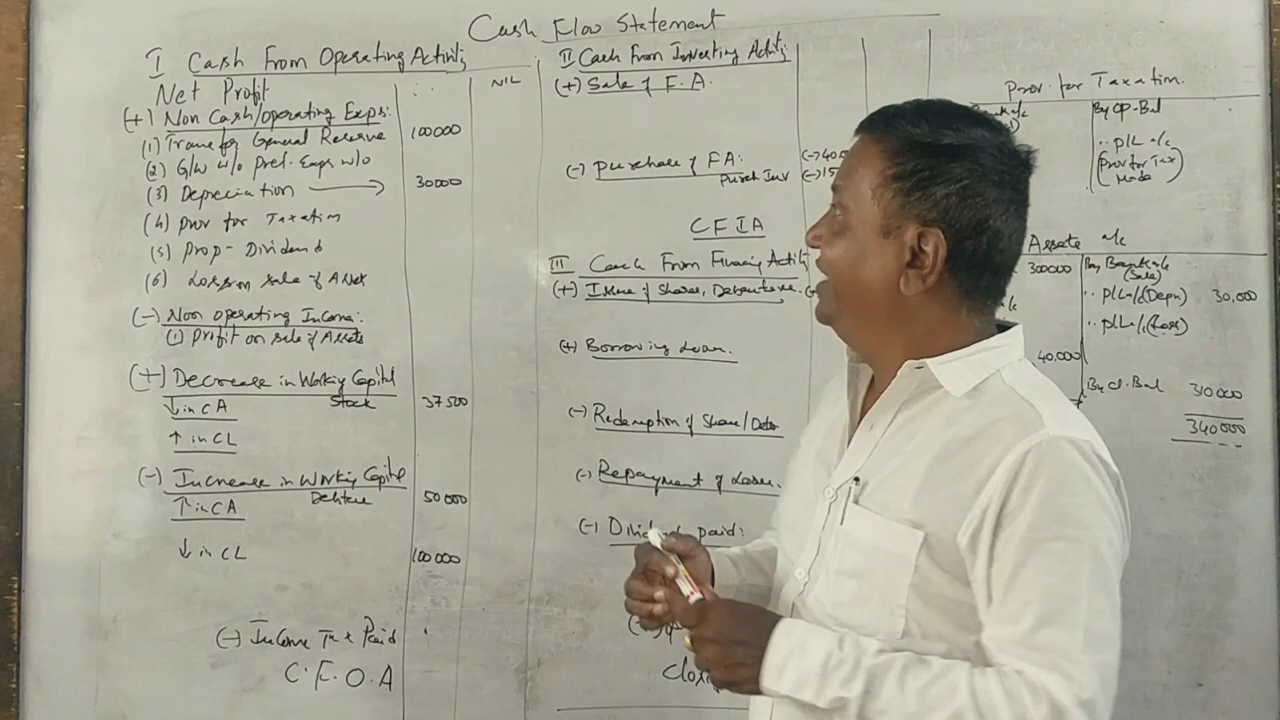 Cash Flow Statement
I Cash From Operating Activity
Net Profit NIL
(+) Non Cash/operating Exps:
(1) Transfer General Reserve 100000
(2) G/w w/o Prel. Exps w/o
(3) Depreciation → 30000
(4) Prov for Taxation
(5) Prop- Dividend
(6) Loss on sale of Asset
(-) Non operating Income:
(1) Profit on sale of Assets
(+) Decrease in Working Capital
↓ in CA Stock 37500
↑ in CL
(-) Increase in Working Capital
↑ in CA Debtors 50000
↓ in CL 100000
(-) Income Tax Paid
C.F.O.A
II Cash From Investing Activity
(+) Sale of F.A.
(-) Purchase of FA:
Purch Inv
CFIA
III Cash From Financing Activity
(+) Issue of Shares, Debenture.
(+) Borrowing Loan.
(-) Redemption of Share/Deb
(-) Repayment of Loan.
(-) Dividend paid:
Prov. for Taxation.
By OP-Bal
,, P/L a/c
(Prov for Tax
Made)
Assets a/c
300000 By Bank a/c
(Sale)
,, P/L a/c (Depn) 30,000
,, P/L a/c (Loss)
40,000
By Cl. Bal 310000
340000